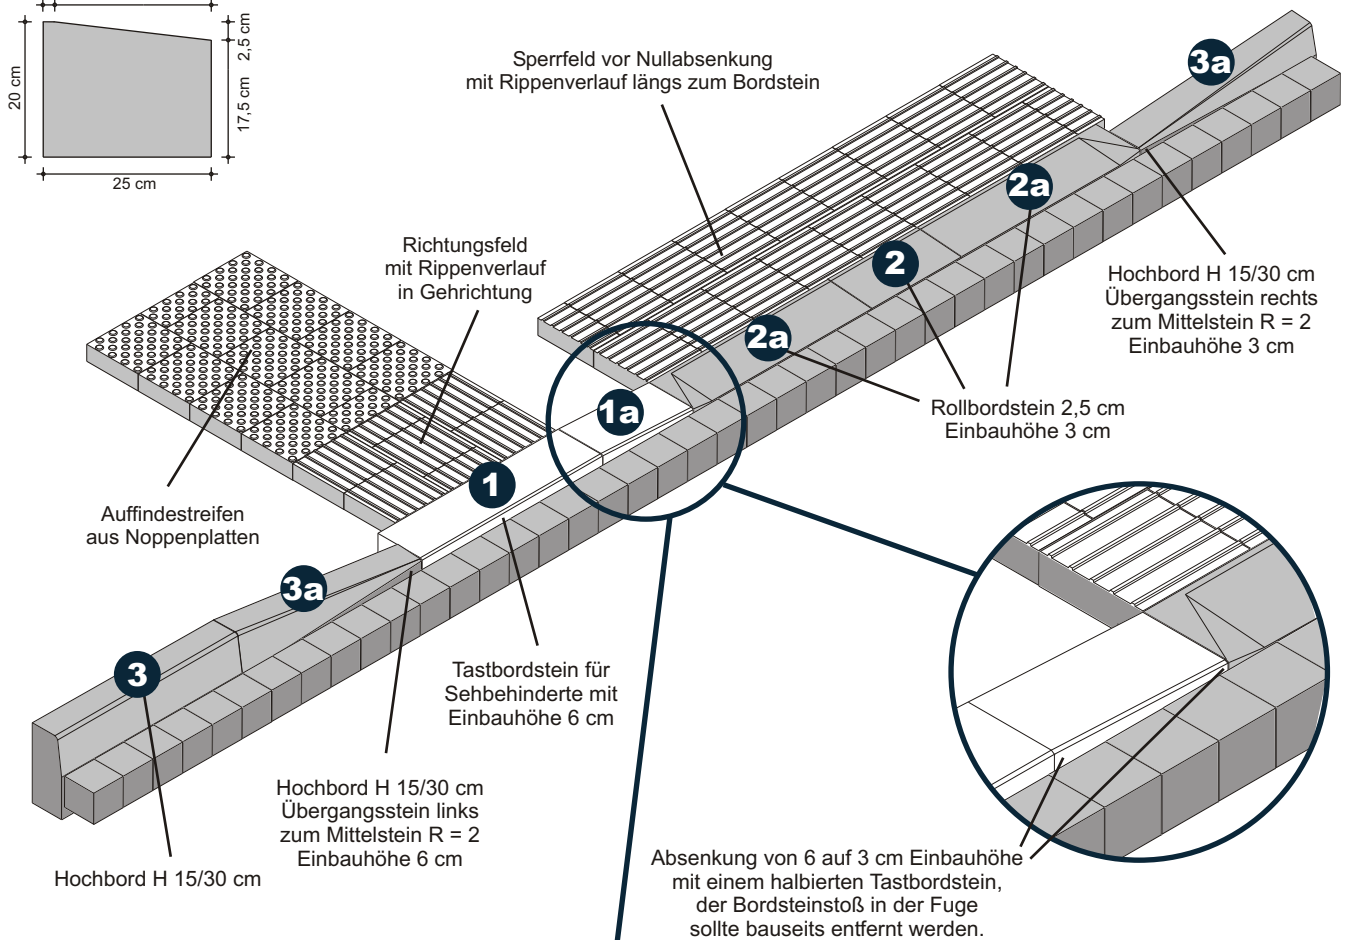 20 cm
2,5 cm
17,5 cm
25 cm
Sperrfeld vor Nullabsenkung
mit Rippenverlauf längs zum Bordstein
3a
2a
2
2a
Richtungsfeld
mit Rippenverlauf
in Gehrichtung
Hochbord H 15/30 cm
Übergangsstein rechts
zum Mittelstein R = 2
Einbauhöhe 3 cm
1a
Rollbordstein 2,5 cm
Einbauhöhe 3 cm
1
Auffindestreifen
aus Noppenplatten
3a
3
Tastbordstein für
Sehbehinderte mit
Einbauhöhe 6 cm
Hochbord H 15/30 cm
Übergangsstein links
zum Mittelstein R = 2
Einbauhöhe 6 cm
Hochbord H 15/30 cm
Absenkung von 6 auf 3 cm Einbauhöhe
mit einem halbierten Tastbordstein,
der Bordsteinstoß in der Fuge
sollte bauseits entfernt werden.